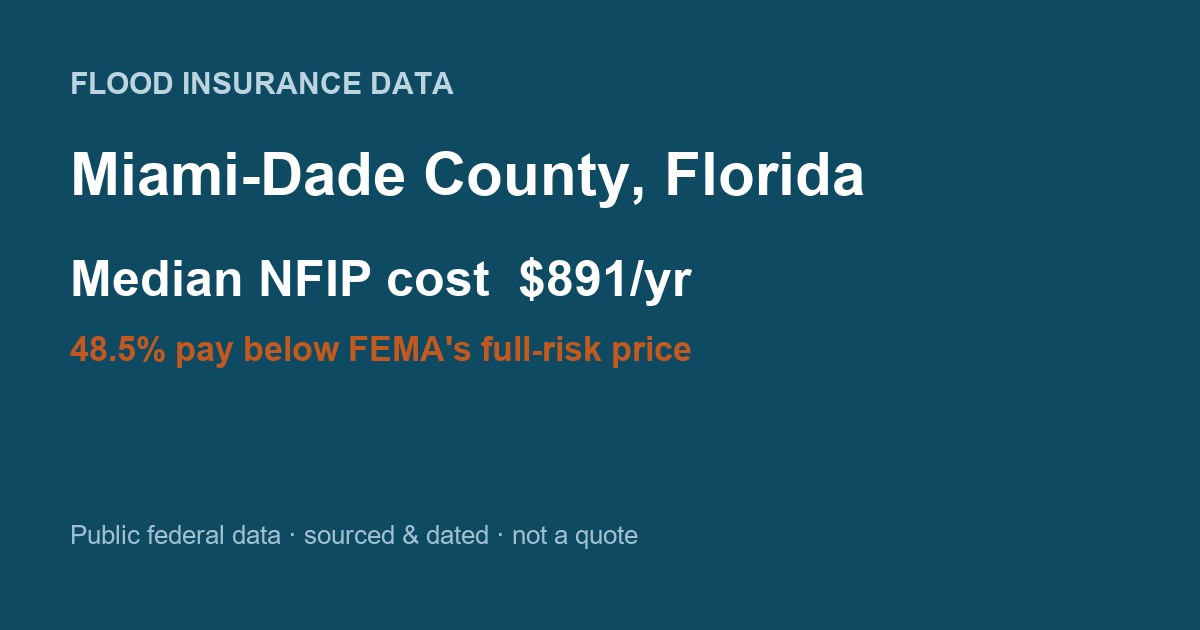 FLOOD INSURANCE DATA
Miami-Dade County, Florida
Median NFIP cost  $891/yr
48.5% pay below FEMA's full-risk price
Public federal data · sourced & dated · not a quote